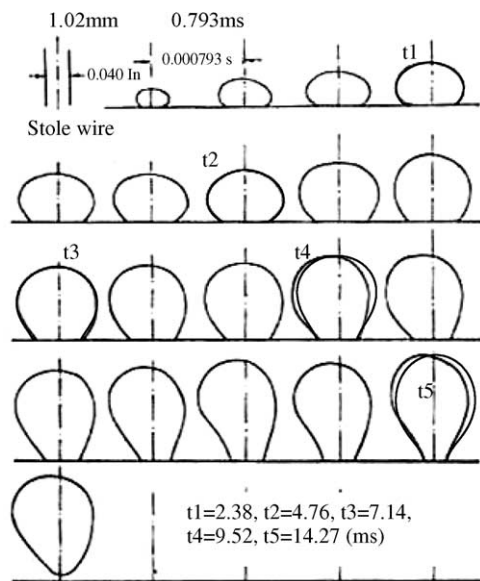 1.02mm 0.793ms
0.000793 s
0.040 In
t1
Stole wire
t2
t3
t4
t5
t1=2.38, t2=4.76, t3=7.14,
t4=9.52, t5=14.27 (ms)